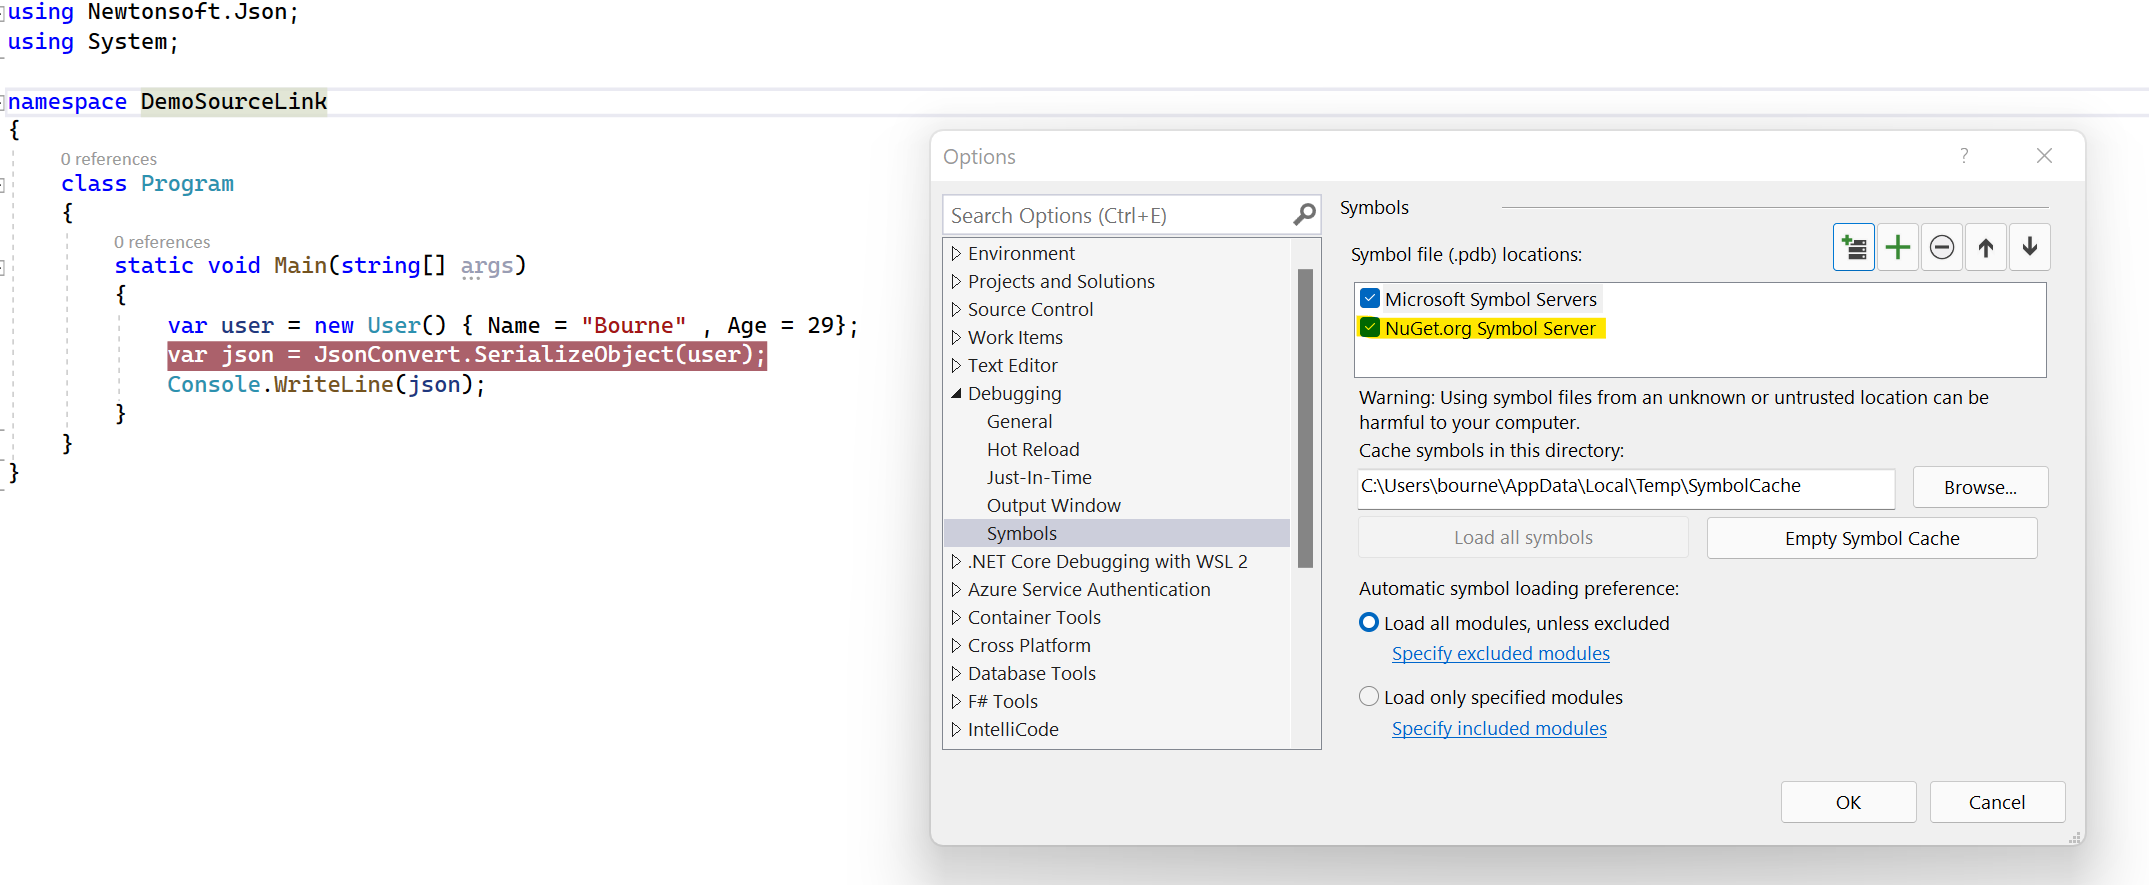 using Newtonsoft.Json;
using System;
namespace DemoSourceLink
{
0 references
class Program
{
0 references
static void Main(string[] args)
{
var user = new User() { Name = "Bourne" , Age = 29};
var json = JsonConvert.SerializeObject(user);
Console.WriteLine(json);
}
}
}
Options
?
Search Options (Ctrl+E)
Environment
Projects and Solutions
Source Control
Work Items
Text Editor
Debugging
General
Hot Reload
Just-In-Time
Output Window
Symbols
.NET Core Debugging with WSL 2
Azure Service Authentication
Container Tools
Cross Platform
Database Tools
F# Tools
IntelliCode
Symbols
Symbol file (.pdb) locations:
Microsoft Symbol Servers
NuGet.org Symbol Server
Warning: Using symbol files from an unknown or untrusted location can be
harmful to your computer.
Cache symbols in this directory:
C:\Users\bourne\AppData\Local\Temp\SymbolCache
Browse...
Load all symbols
Empty Symbol Cache
Automatic symbol loading preference:
Load all modules, unless excluded
Specify excluded modules
Load only specified modules
Specify included modules
OK
Cancel